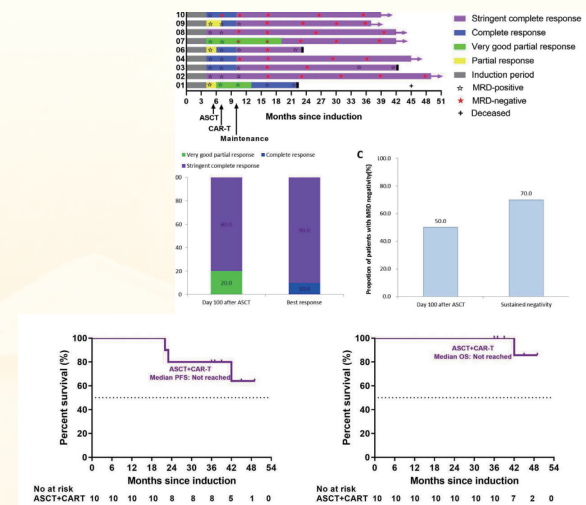 10
09
08
07
06
04
03
02
01
0 3 6 9 12 15 18 21 24 27 30 33 36 39 42 45 48 51
Months since induction
ASCT
CAR-T
Maintenance
Stringent complete response
Complete response
Very good partial response
Partial response
Induction period
MRD-positive
MRD-negative
Deceased
Very good partial response Complete response
Stringent complete response
00
80
60
40
20
0
80.0
20.0
90.0
10.0
Day 100 after ASCT Best response
C
Proportion of patients with MRD negativity(%)
100.0
80.0
60.0
40.0
20.0
0.0
50.0
70.0
Day 100 after ASCT Sustained negativity
Percent survival (%)
100
80
60
40
20
0
ASCT+CAR-T
Median PFS: Not reached
0 6 12 18 24 30 36 42 48 54
Months since induction
No at risk
ASCT+CART 10 10 10 10 8 8 8 5 1 0
Percent survival (%)
100
80
60
40
20
0
ASCT+CAR-T
Median OS: Not reached
0 6 12 18 24 30 36 42 48 54
Months since induction
No at risk
ASCT+CART 10 10 10 10 10 10 10 7 2 0